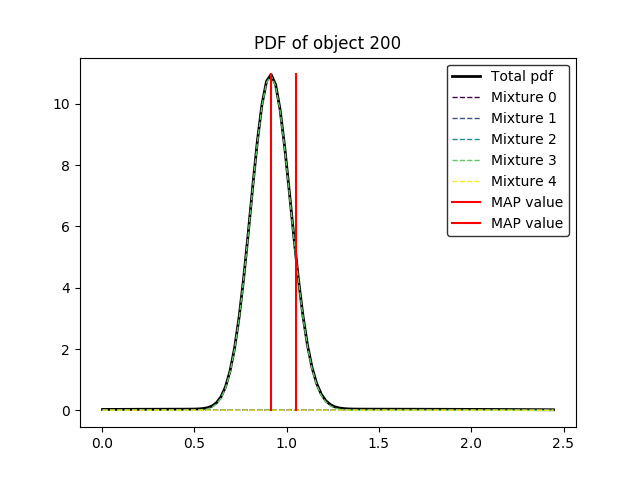 PDF of object 200
Total pdf
Mixture 0
Mixture 1
Mixture 2
Mixture 3
Mixture 4
MAP value
MAP value
10
8
6
4
2
0
0.0 0.5 1.0 1.5 2.0 2.5